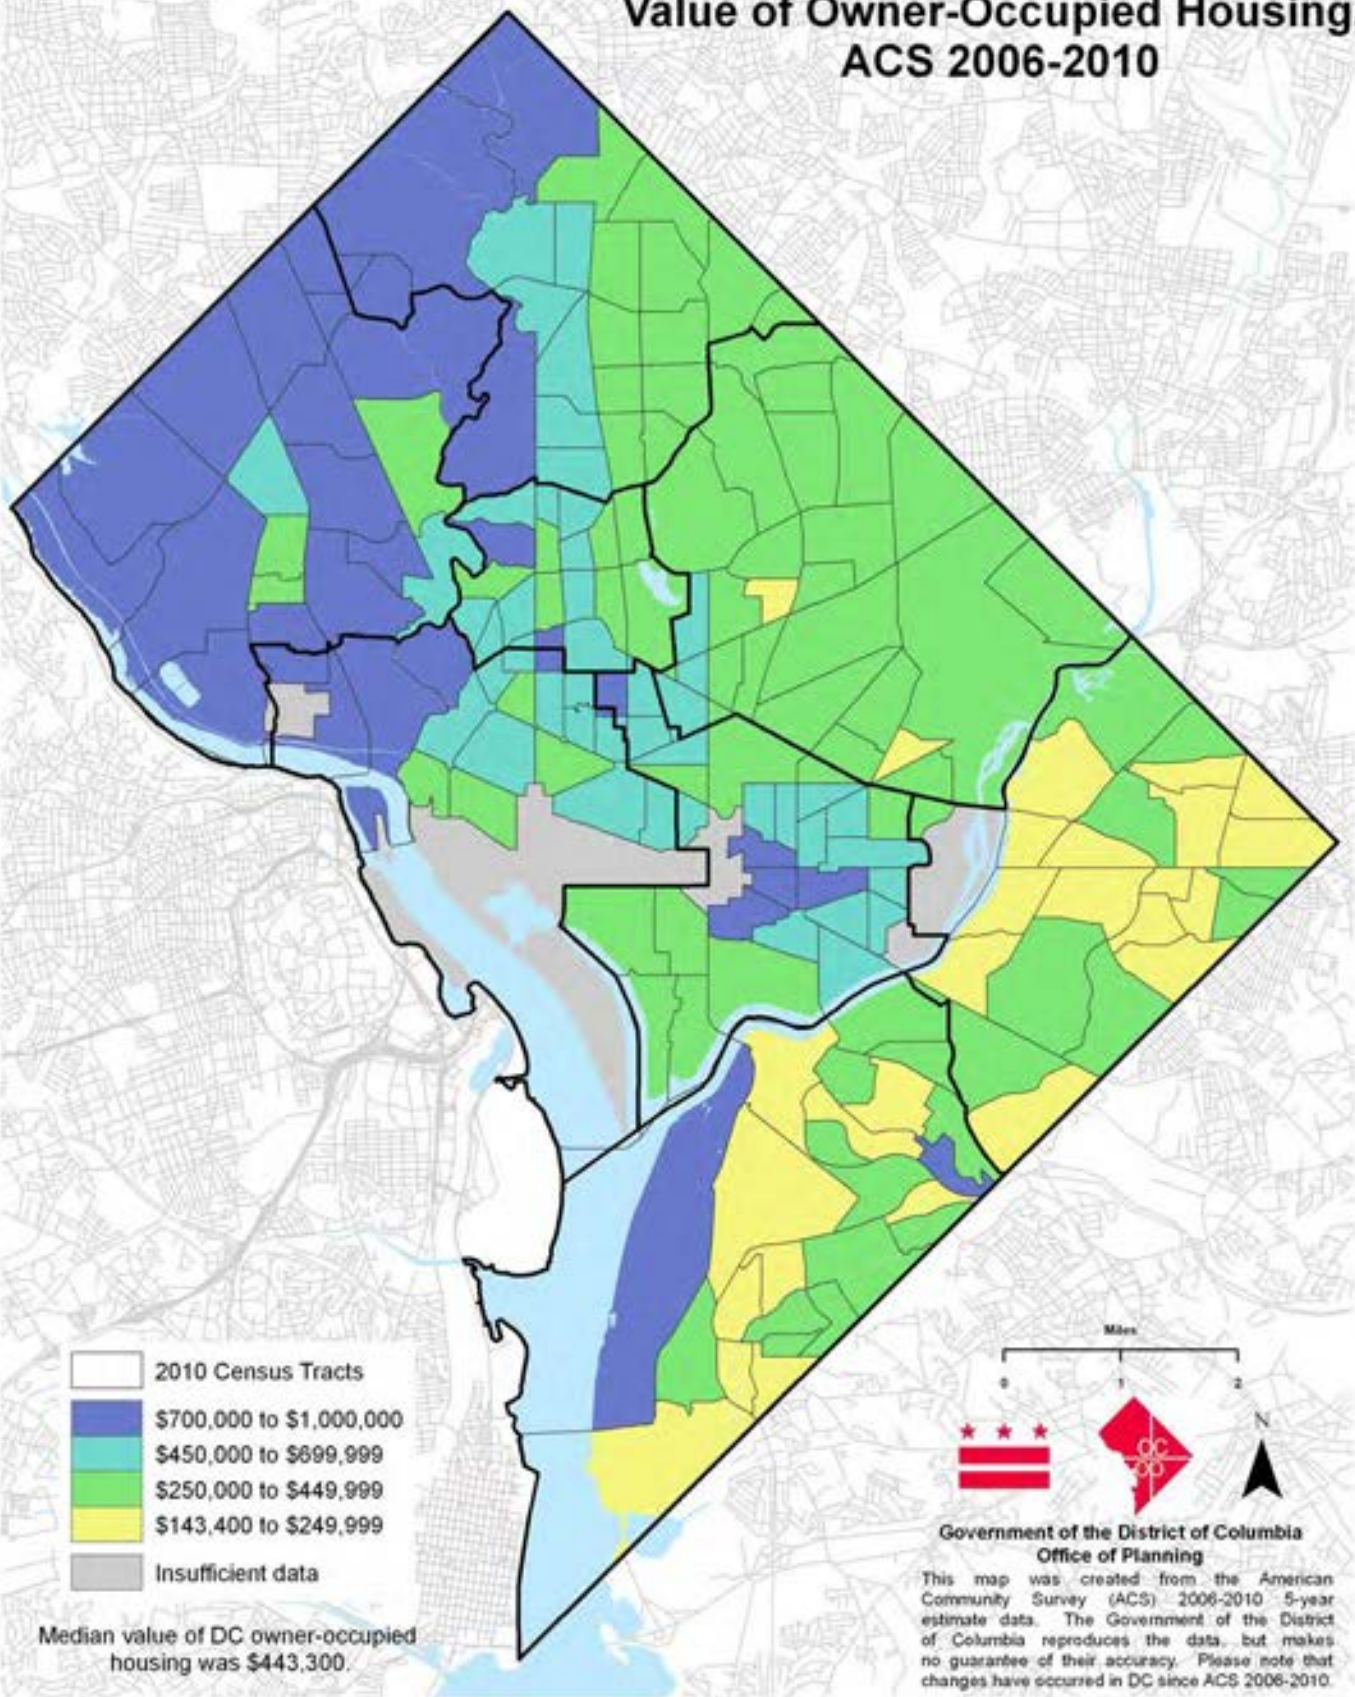 Value of Owner-Occupied Housing
ACS 2006-2010
Miles
0 1 2
2010 Census Tracts
$700,000 to $1,000,000
$450,000 to $699,999
$250,000 to $449,999
$143,400 to $249,999
Insufficient data
Median value of DC owner-occupied
housing was $443,300.
N
DC
OP
Government of the District of Columbia
Office of Planning
This map was created from the American
Community Survey (ACS) 2006-2010 5-year
estimate data. The Government of the District
of Columbia reproduces the data, but makes
no guarantee of their accuracy. Please note that
changes have occurred in DC since ACS 2006-2010.